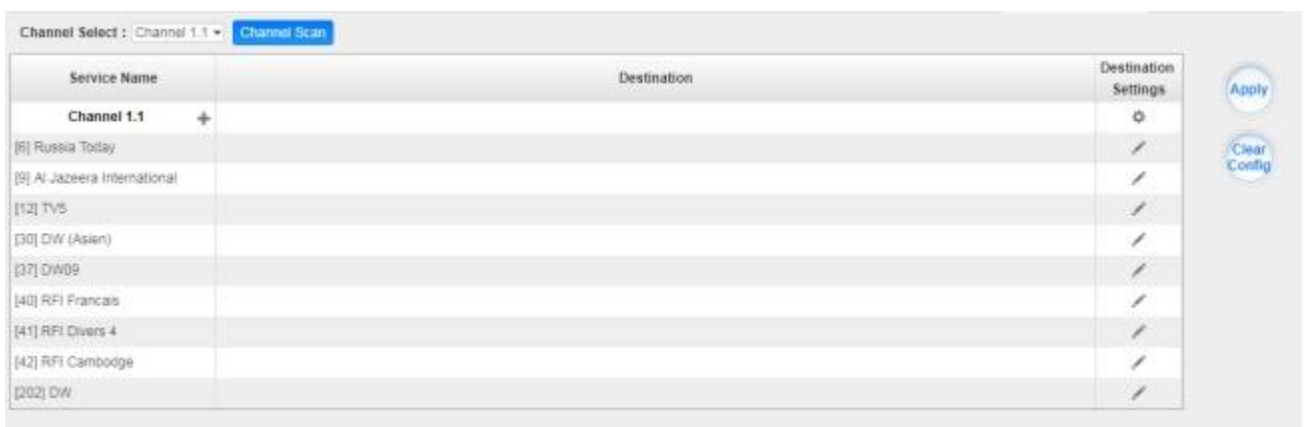 Channel Select : Channel 1.1 Channel Scan
Service Name Destination Destination Settings
Apply
Channel 1.1 +
[6] Russia Today
Clear Config
[9] Al Jazeera International
[12] TV5
[30] DW (Asien)
[37] DW09
[40] RFI Francais
[41] RFI Divers 4
[42] RFI Cambodge
[202] DW